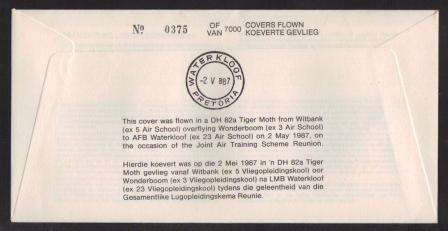 No 0375 OF VAN 7000 COVERS FLOWN KOEVERTE GEVLIEG
WATERKLOOF
-2 V 887
PRETORIA
This cover was flown in a DH 82a Tiger Moth from Witbank
(ex 5 Air School) overflying Wonderboom (ex 3 Air School)
to AFB Waterkloof (ex 23 Air School) on 2 May 1987, on
the occasion of the Joint Air Training Scheme Reunion.
Hierdie koevert was op die 2 Mei 1987 in 'n DH 82a Tiger
Moth gevlieg vanaf Witbank (ex 5 Vliegopleidingskool) oor
Wonderboom (ex 3 Vliegopleidingskool) na LMB Waterkloof
(ex 23 Vliegopleidingskool) tydens die geleentheid van die
Gesamentlike Lugopleidingskema Reunie.